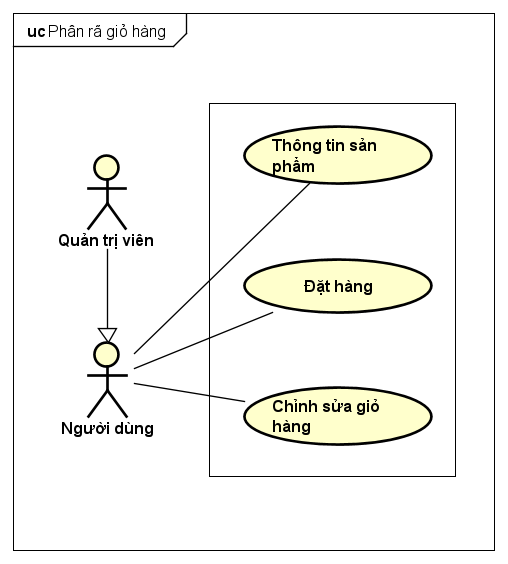 uc Phân rã giỏ hàng
Thông tin sản
phẩm
Quản trị viên
Đặt hàng
Người dùng
Chỉnh sửa giỏ
hàng